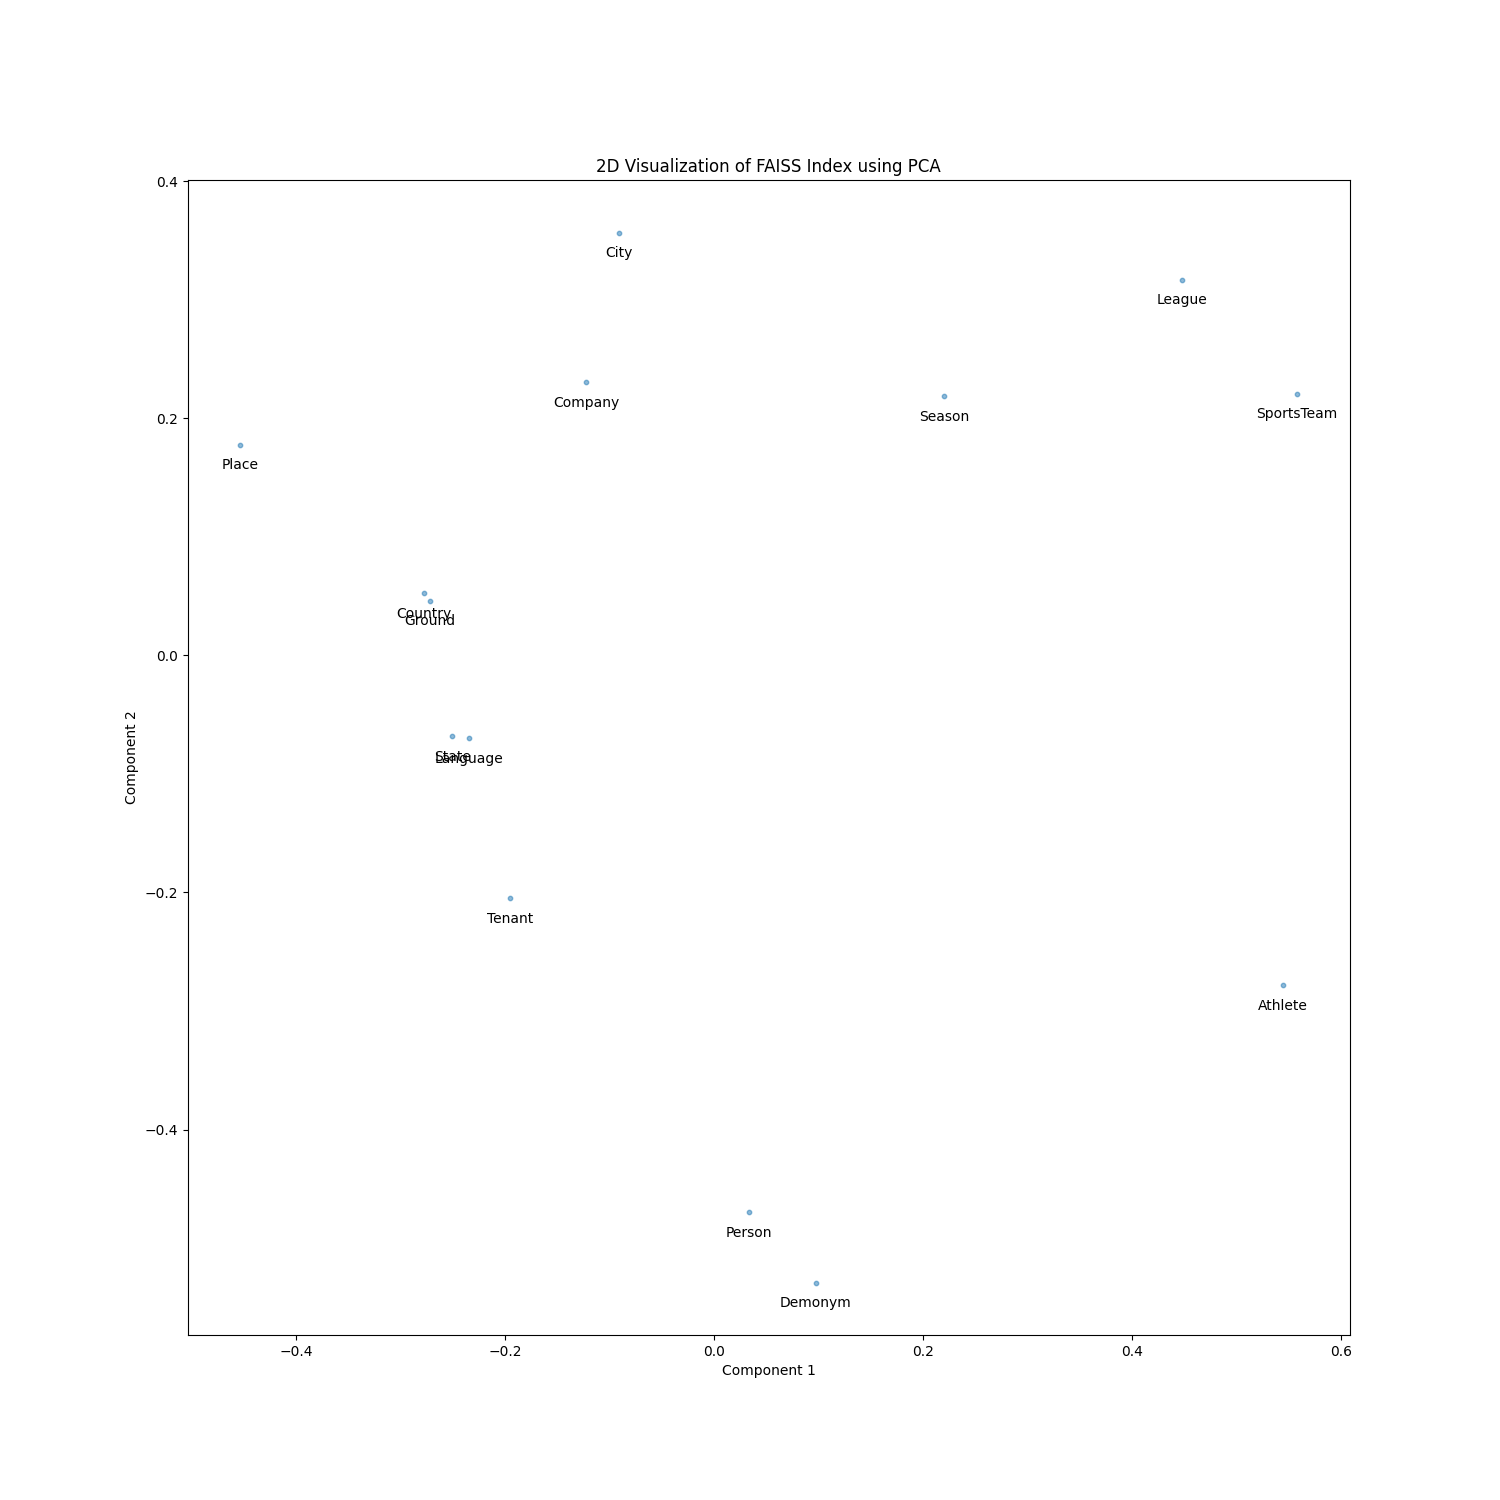 2D Visualization of FAISS Index using PCA
0.4
City
League
Company
0.2
Season
SportsTeam
Place
Country
Ground
0.0
State
Language
Component 2
−0.2
Tenant
Athlete
−0.4
Person
Demonym
−0.4 −0.2 0.0 0.2 0.4 0.6
Component 1